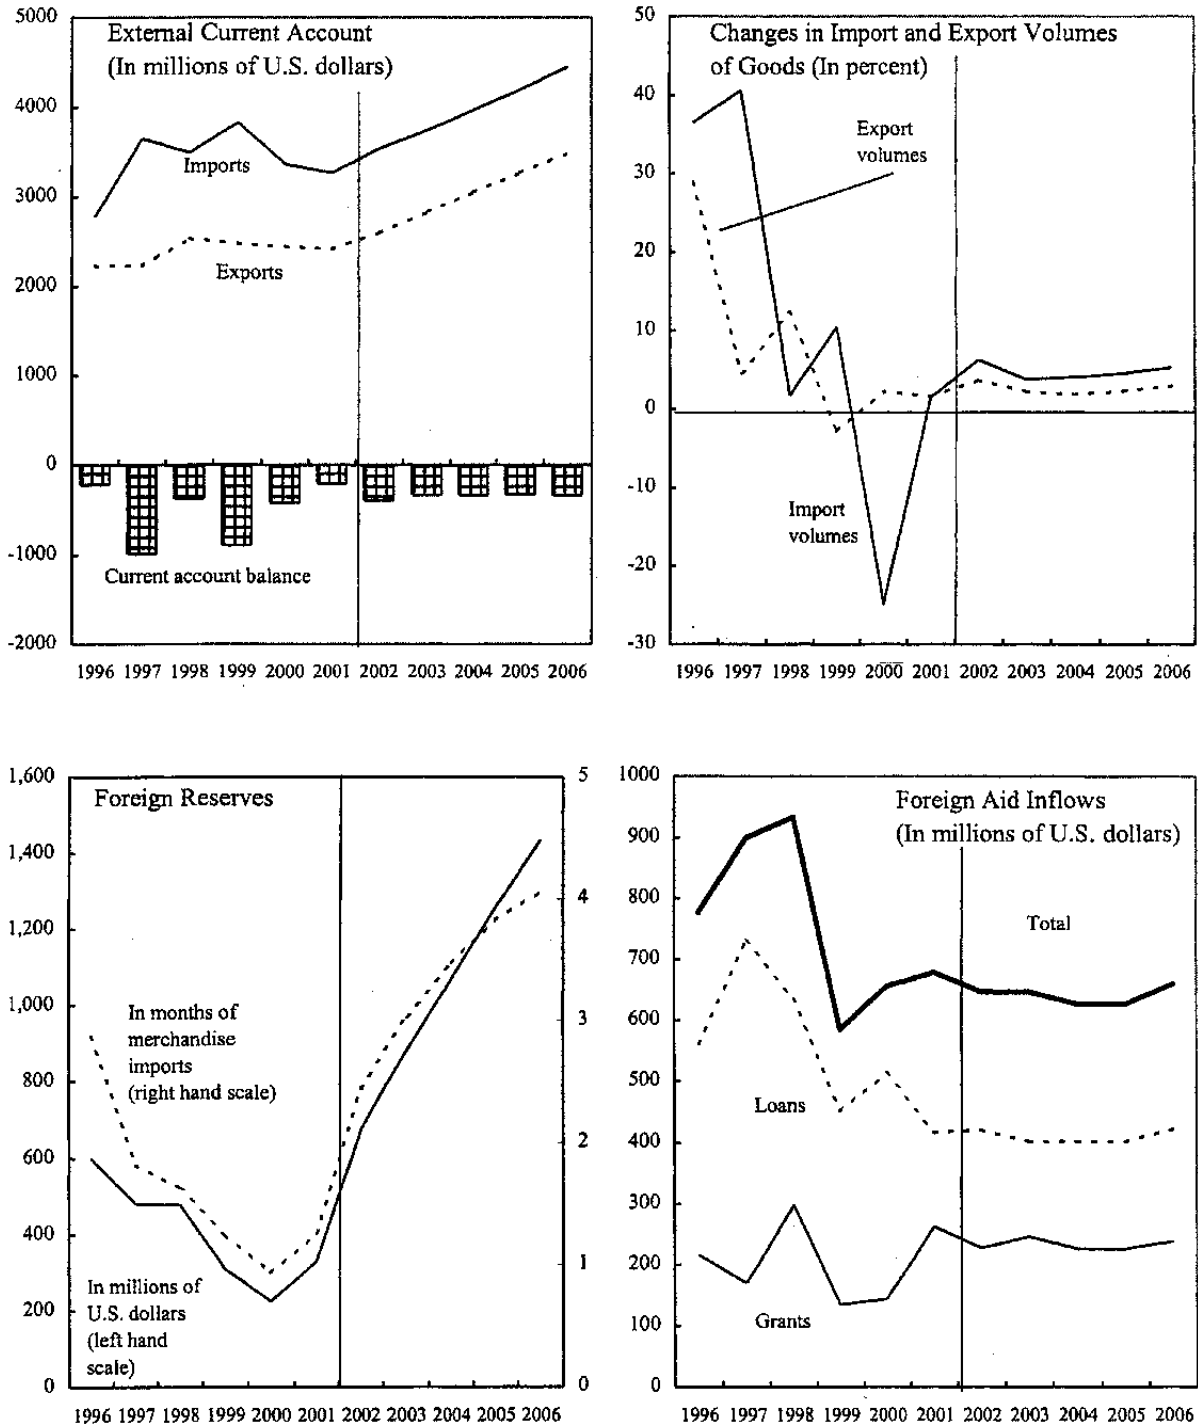 External Current Account
(In millions of U.S. dollars)
5000
4000
3000
2000
1000
0
-1000
-2000
Imports
Exports
Current account balance
1996 1997 1998 1999 2000 2001 2002 2003 2004 2005 2006
Changes in Import and Export Volumes
of Goods (In percent)
50
40
30
20
10
0
-10
-20
-30
Export
volumes
Import
volumes
1996 1997 1998 1999 2000 2001 2002 2003 2004 2005 2006
Foreign Reserves
1,600
1,400
1,200
1,000
800
600
400
200
0
5
4
3
2
1
0
In months of
merchandise
imports
(right hand scale)
In millions of
U.S. dollars
(left hand
scale)
1996 1997 1998 1999 2000 2001 2002 2003 2004 2005 2006
Foreign Aid Inflows
(In millions of U.S. dollars)
1000
900
800
700
600
500
400
300
200
100
0
Total
Loans
Grants
1996 1997 1998 1999 2000 2001 2002 2003 2004 2005 2006